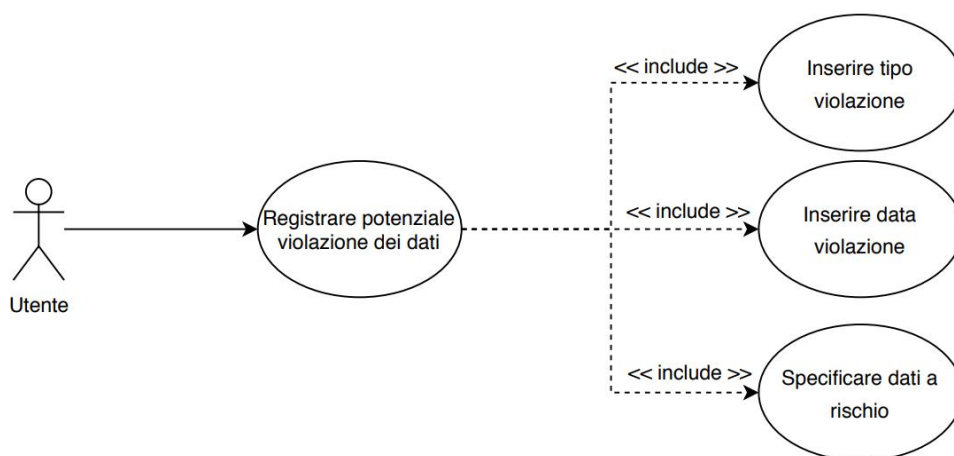 << include >>
Inserire tipo
violazione
Registrare potenziale
violazione dei dati
<< include >>
Inserire data
violazione
Utente
<< include >>
Specificare dati a
rischio